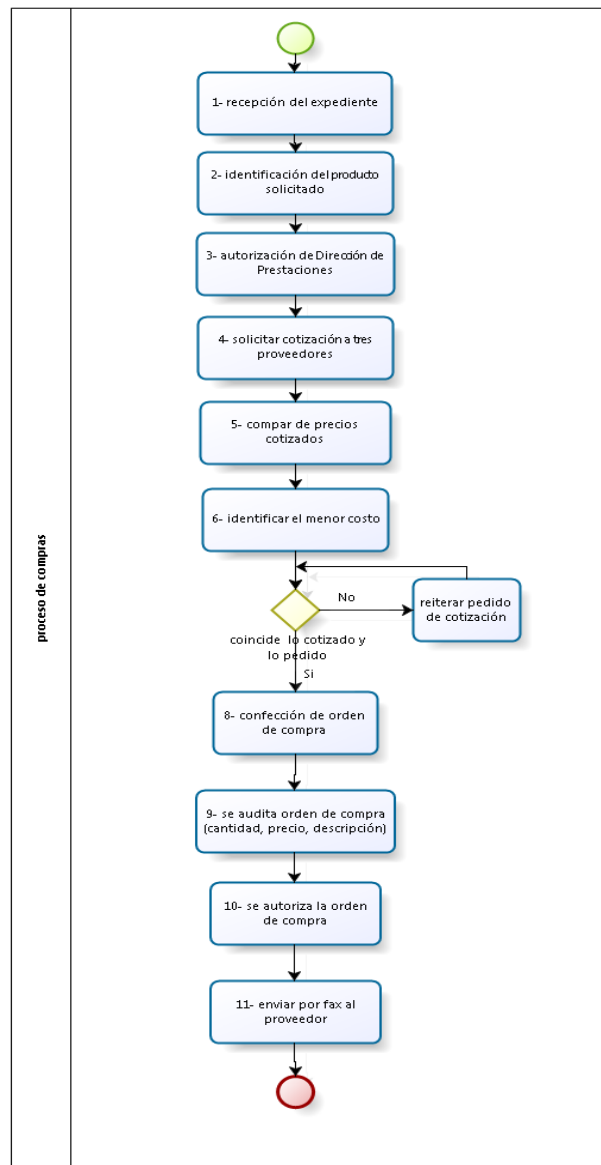 proceso de compras
1- recepción del expediente
2- identificación del producto
solicitado
3- autorización de Dirección de
Prestaciones
4- solicitar cotización a tres
proveedores
5- compar de precios
cotizados
6- identificar el menor costo
No
reiterar pedido
de cotización
coincide lo cotizado y
lo pedido
Si
8- confección de orden
de compra
9- se audita orden de compra
(cantidad, precio, descripción)
10- se autoriza la orden
de compra
11- enviar por fax al
proveedor